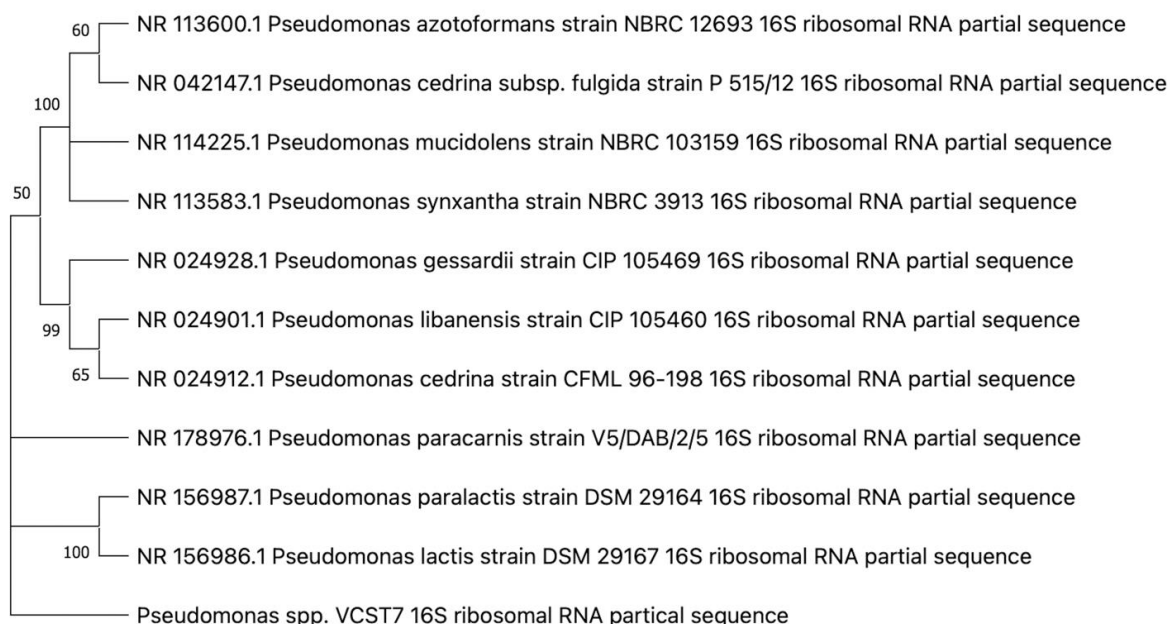 60
NR 113600.1 Pseudomonas azotoformans strain NBRC 12693 16S ribosomal RNA partial sequence
NR 042147.1 Pseudomonas cedrina subsp. fulgida strain P 515/12 16S ribosomal RNA partial sequence
100
NR 114225.1 Pseudomonas mucidolens strain NBRC 103159 16S ribosomal RNA partial sequence
50
NR 113583.1 Pseudomonas synxantha strain NBRC 3913 16S ribosomal RNA partial sequence
NR 024928.1 Pseudomonas gessardii strain CIP 105469 16S ribosomal RNA partial sequence
99
NR 024901.1 Pseudomonas libanensis strain CIP 105460 16S ribosomal RNA partial sequence
65
NR 024912.1 Pseudomonas cedrina strain CFML 96-198 16S ribosomal RNA partial sequence
NR 178976.1 Pseudomonas paracarnis strain V5/DAB/2/5 16S ribosomal RNA partial sequence
NR 156987.1 Pseudomonas paralactis strain DSM 29164 16S ribosomal RNA partial sequence
100
NR 156986.1 Pseudomonas lactis strain DSM 29167 16S ribosomal RNA partial sequence
Pseudomonas spp. VCST7 16S ribosomal RNA partical sequence